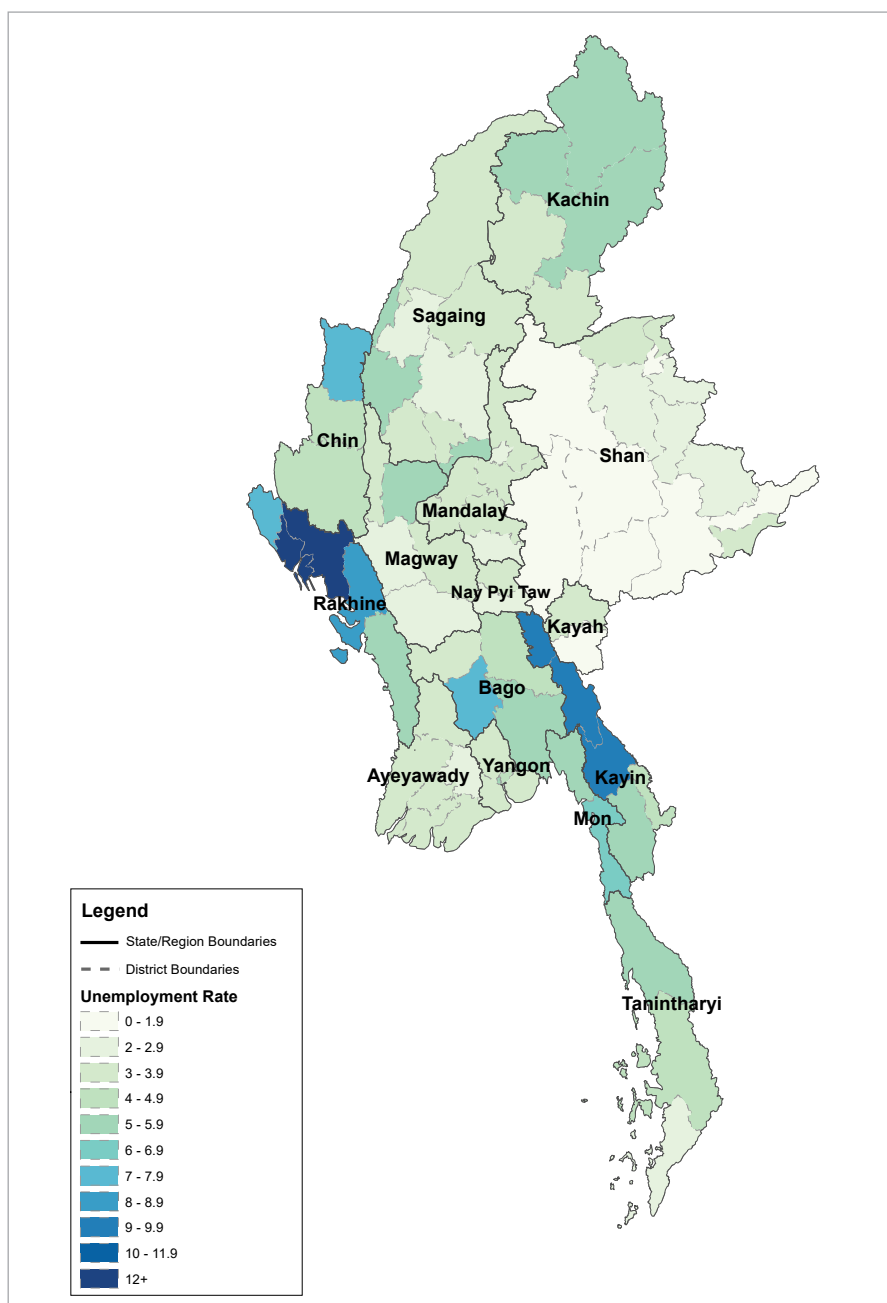 Kachin
Sagaing
Chin
Shan
Mandalay
Magway
Nay Pyi Taw
Rakhine
Kayah
Bago
Yangon
Ayeyawady
Kayin
Mon
Tanintharyi
Legend
State/Region Boundaries
District Boundaries
Unemployment Rate
0 - 1.9
2 - 2.9
3 - 3.9
4 - 4.9
5 - 5.9
6 - 6.9
7 - 7.9
8 - 8.9
9 - 9.9
10 - 11.9
12+